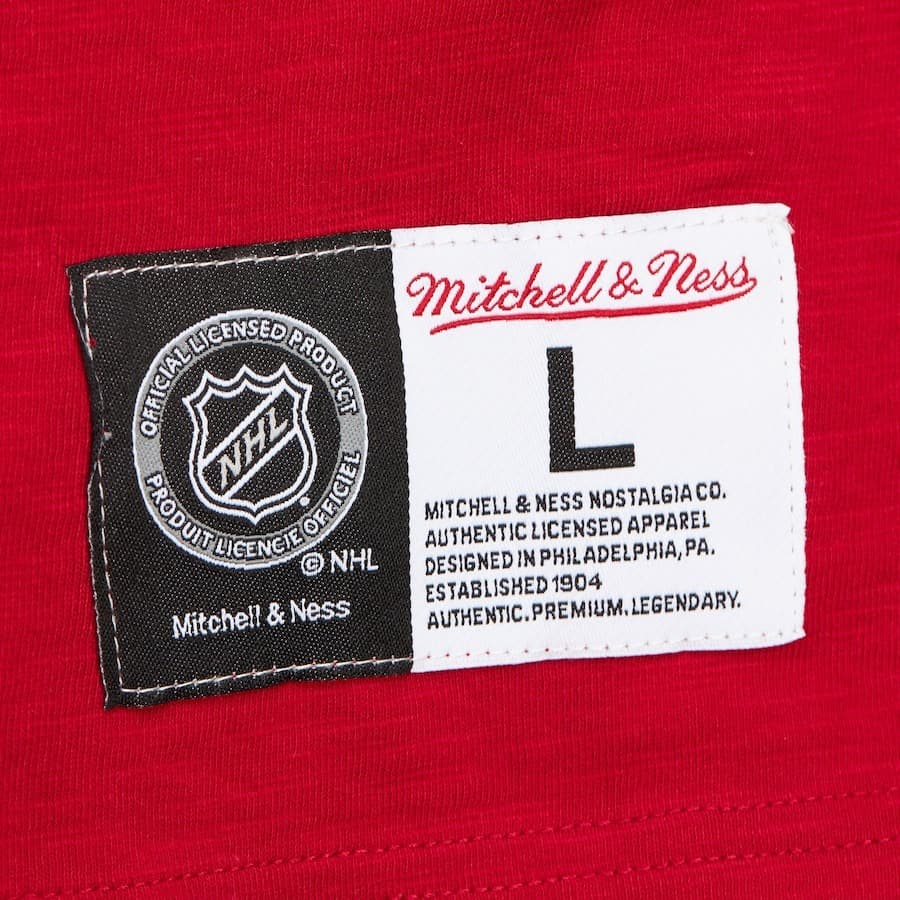 OFFICIAL LICENSED PRODUCT
NHL
PRODUIT LICENCIE OFFICIEL
© NHL
Mitchell & Ness
Mitchell & Ness
L
MITCHELL & NESS NOSTALGIA CO.
AUTHENTIC LICENSED APPAREL
DESIGNED IN PHILADELPHIA, PA.
ESTABLISHED 1904
AUTHENTIC. PREMIUM. LEGENDARY.